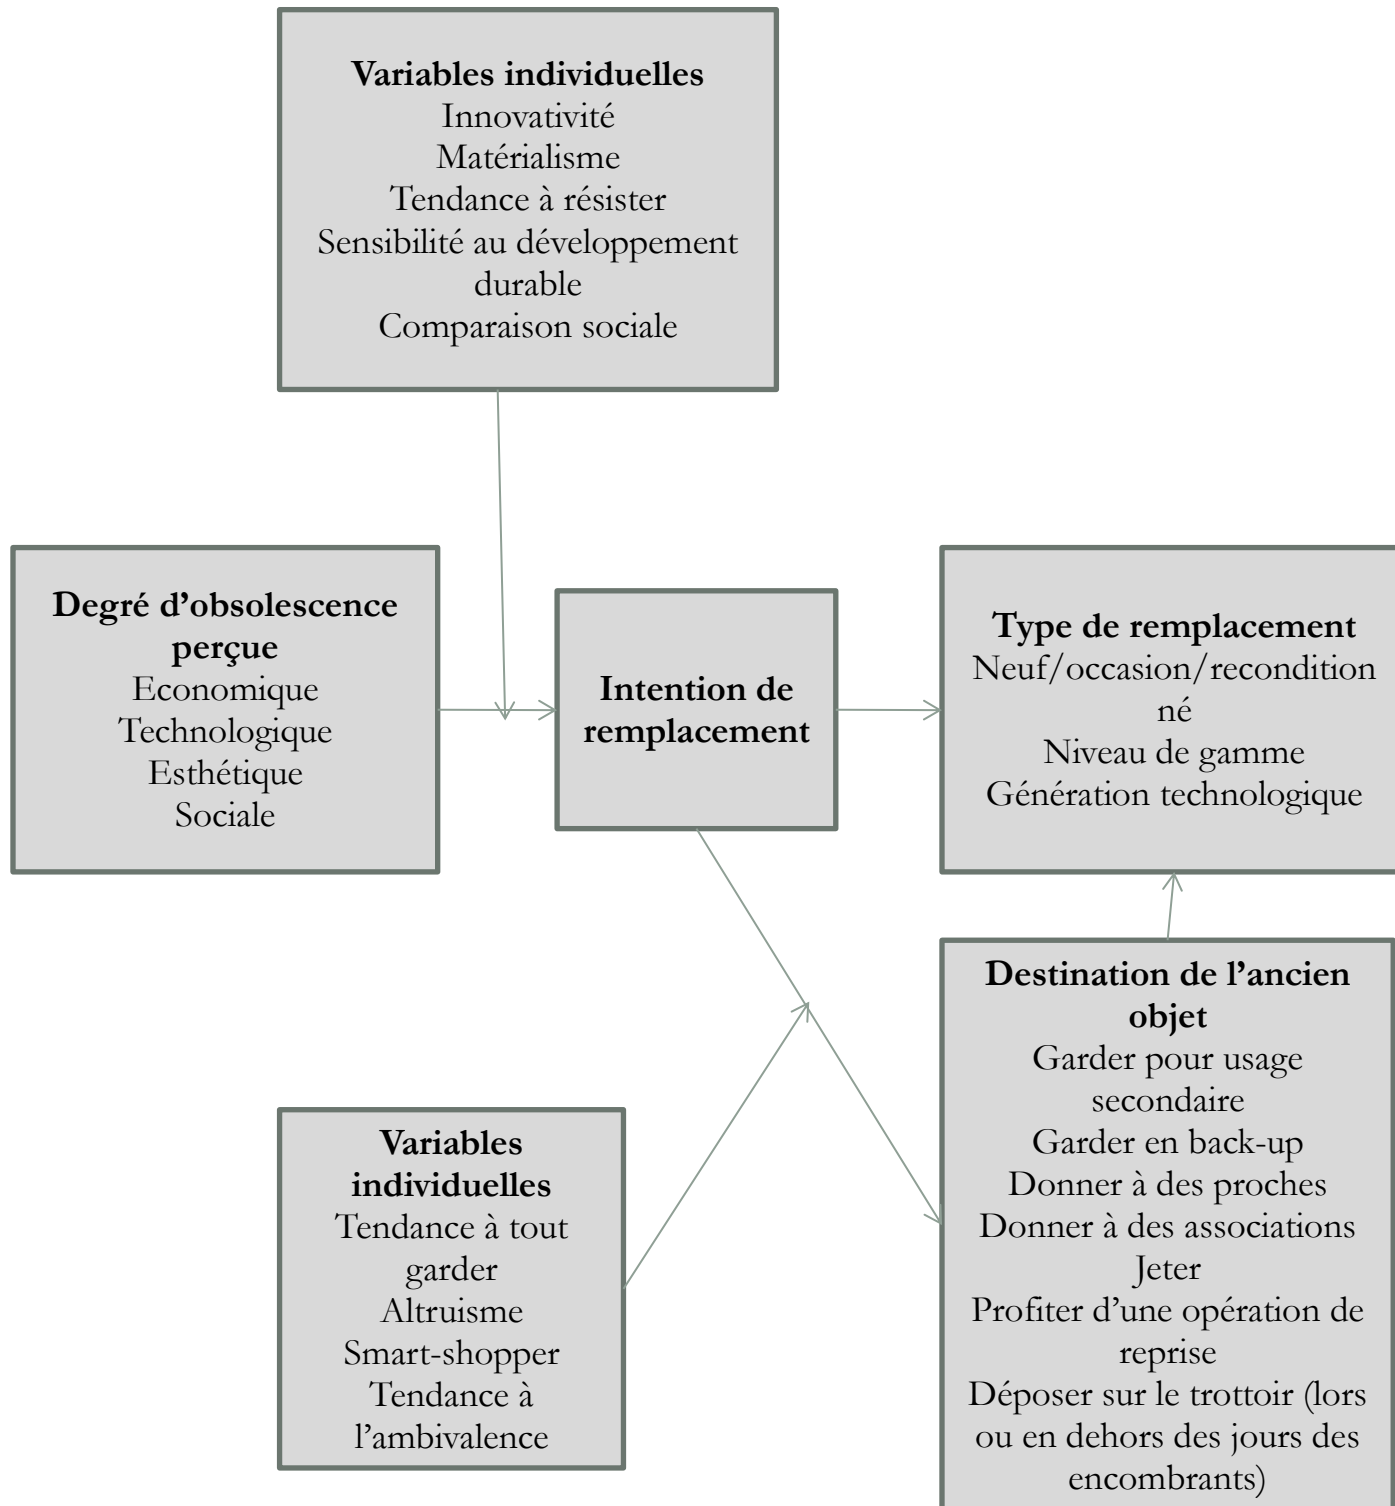 Variables individuelles
Innovativité
Matérialisme
Tendance à résister
Sensibilité au développement
durable
Comparaison sociale
Degré d’obsolescence
perçue
Economique
Technologique
Esthétique
Sociale
Intention de
remplacement
Type de remplacement
Neuf/occasion/recondition
né
Niveau de gamme
Génération technologique
Variables
individuelles
Tendance à tout
garder
Altruisme
Smart-shopper
Tendance à
l’ambivalence
Destination de l’ancien
objet
Garder pour usage
secondaire
Garder en back-up
Donner à des proches
Donner à des associations
Jeter
Profiter d’une opération de
reprise
Déposer sur le trottoir (lors
ou en dehors des jours des
encombrants)